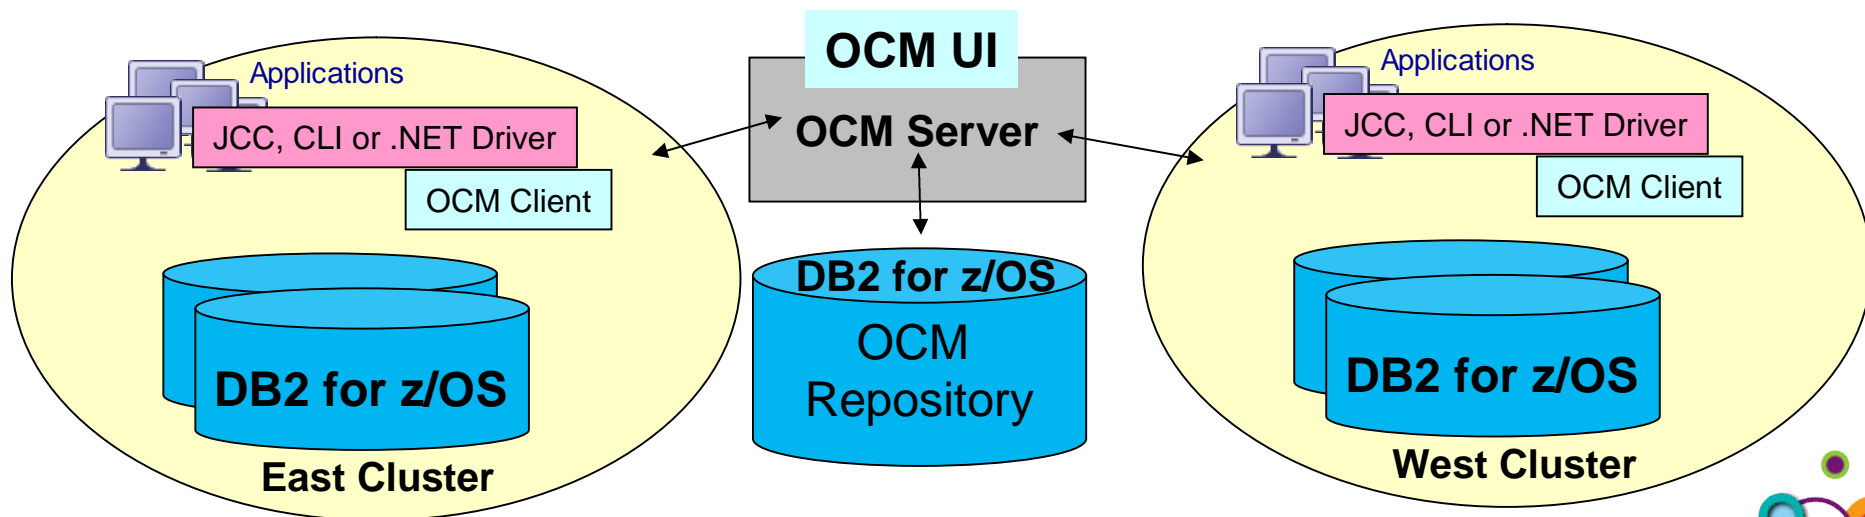 Applications
JCC, CLI or .NET Driver
OCM Client
DB2 for z/OS
East Cluster
OCM UI
OCM Server
DB2 for z/OS
OCM
Repository
Applications
JCC, CLI or .NET Driver
OCM Client
DB2 for z/OS
West Cluster